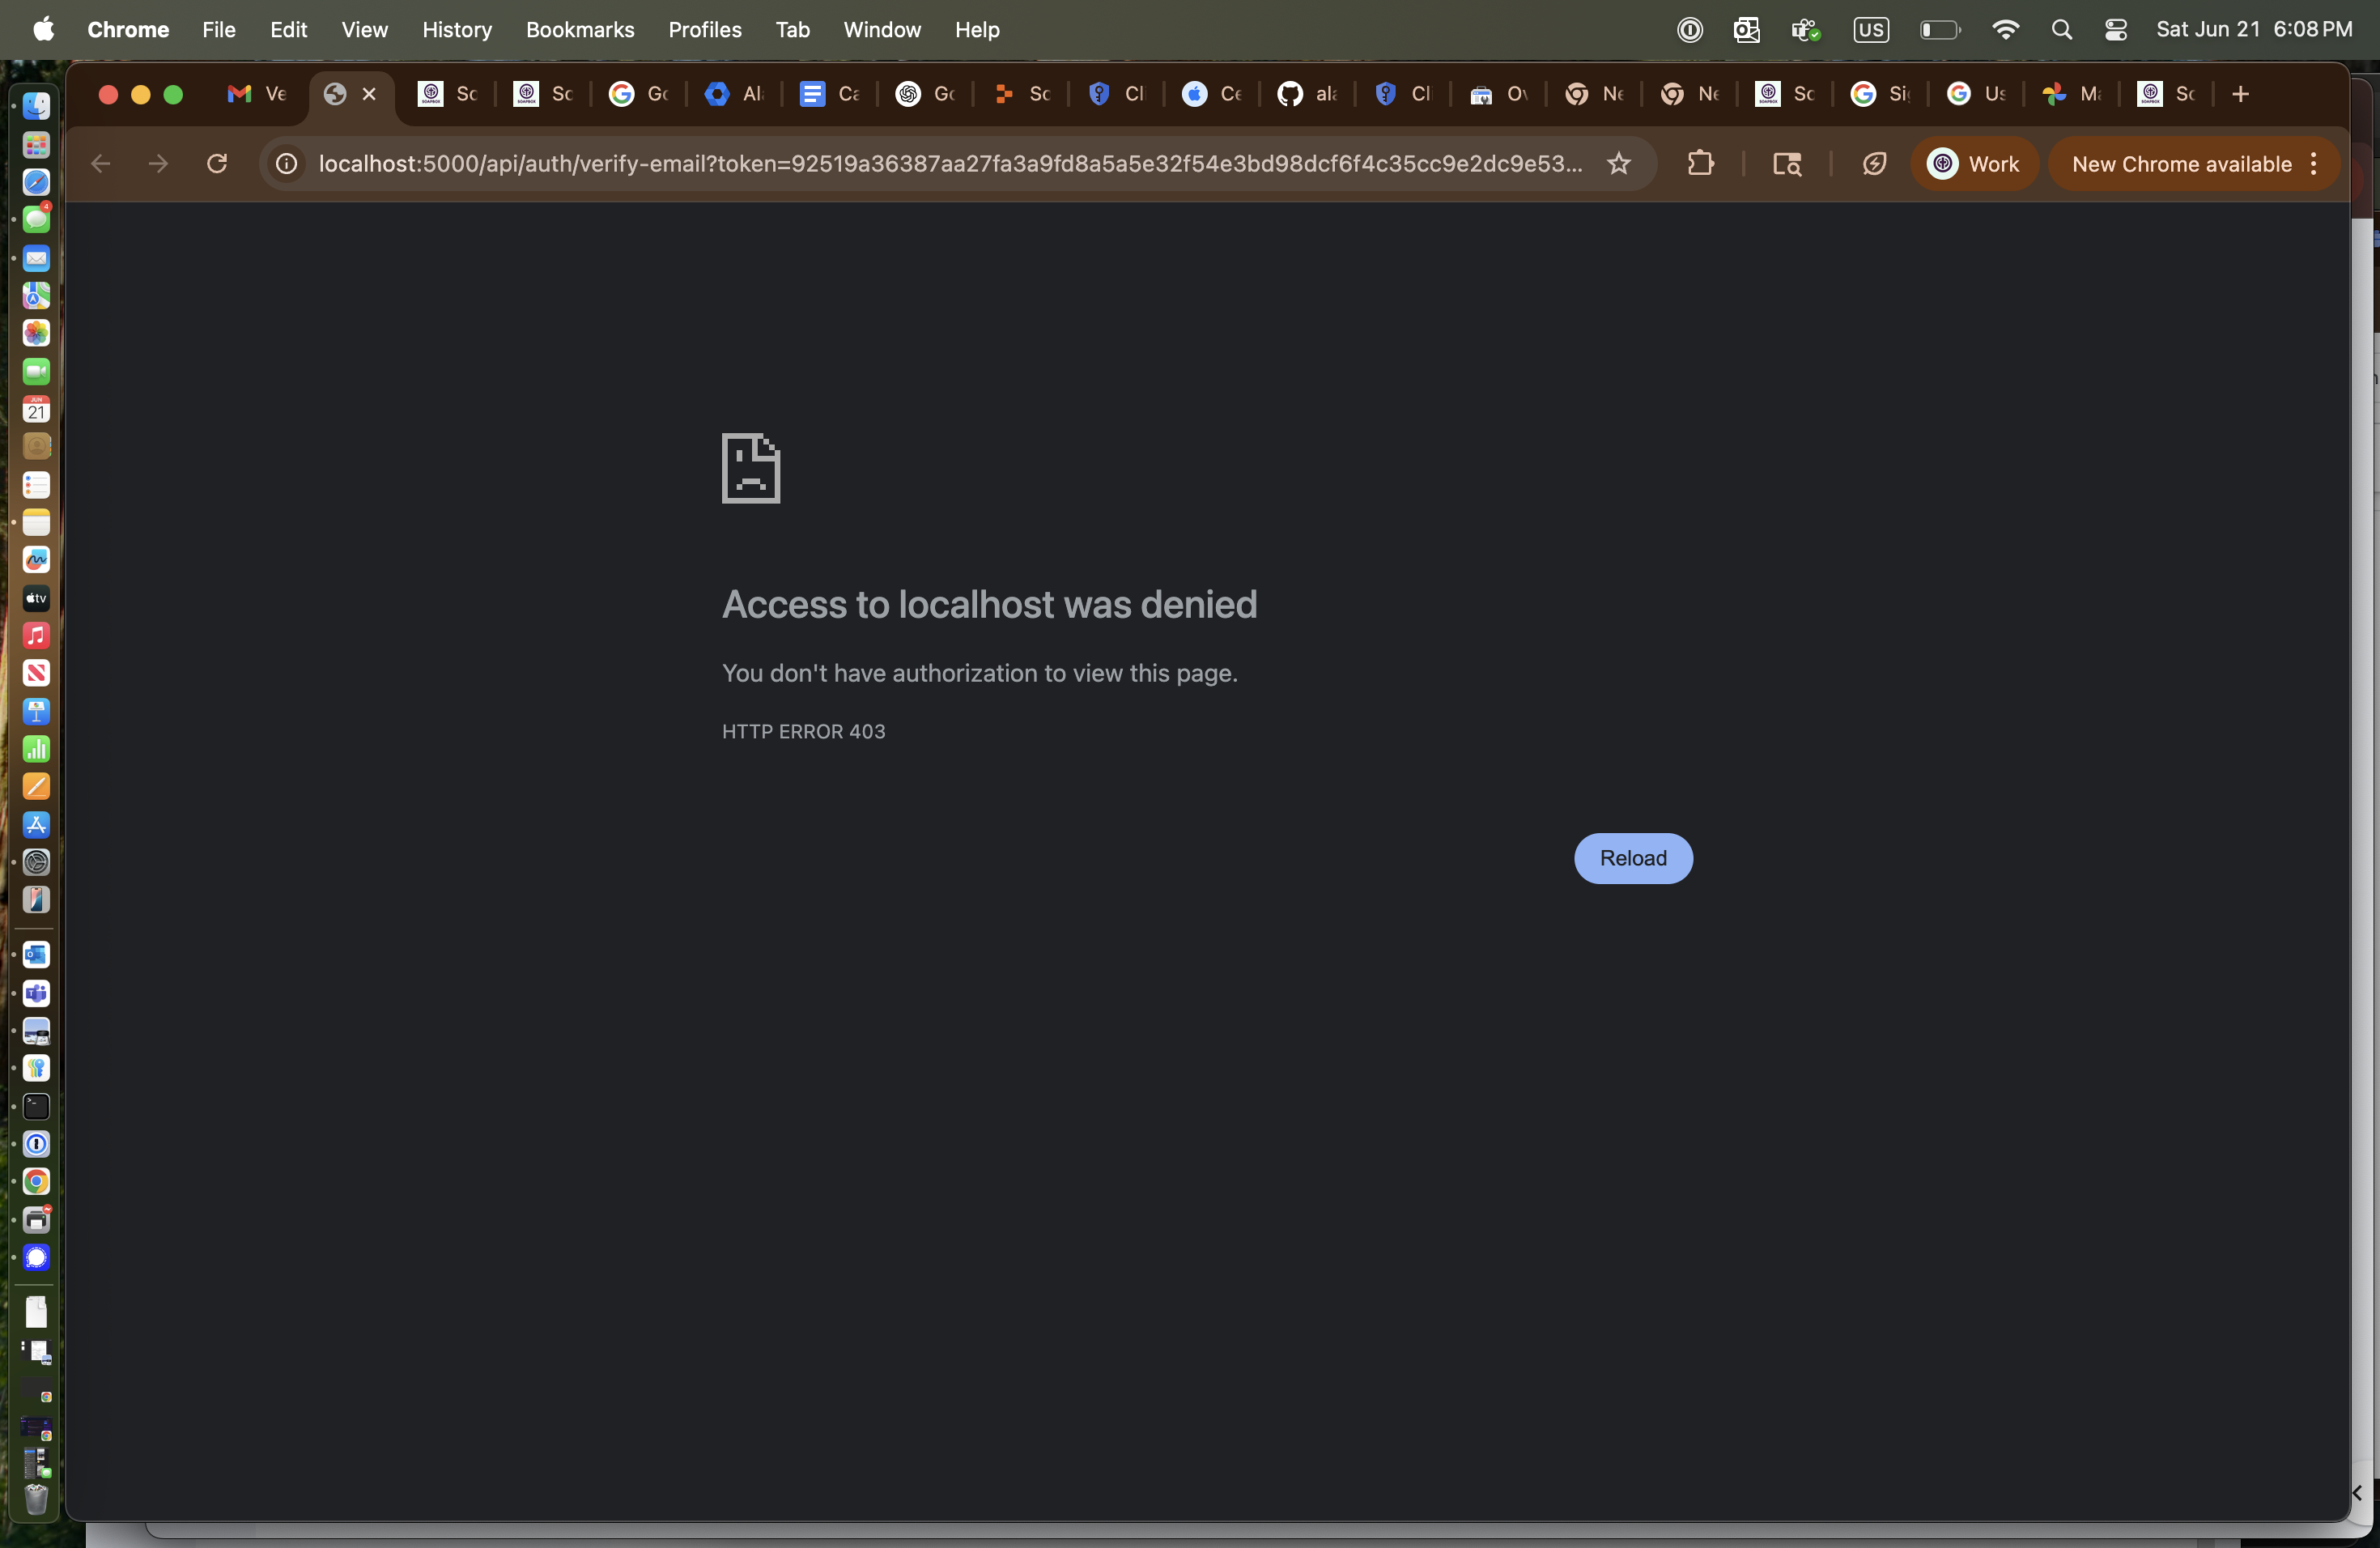 Chrome File Edit View History Bookmarks Profiles Tab Window Help US Sat Jun 21 6:08 PM
Ve Sc Sc Gc Al Ca Gc Sc Cl Ce ala Cl Ov Ne Ne Sc Si Us Ma Sc
localhost:5000/api/auth/verify-email?token=92519a36387aa27fa3a9fd8a5a5e32f54e3bd98dcf6f4c35cc9e2dc9e53... Work New Chrome available
4
JUN
21
tv
Access to localhost was denied
You don't have authorization to view this page.
HTTP ERROR 403
Reload